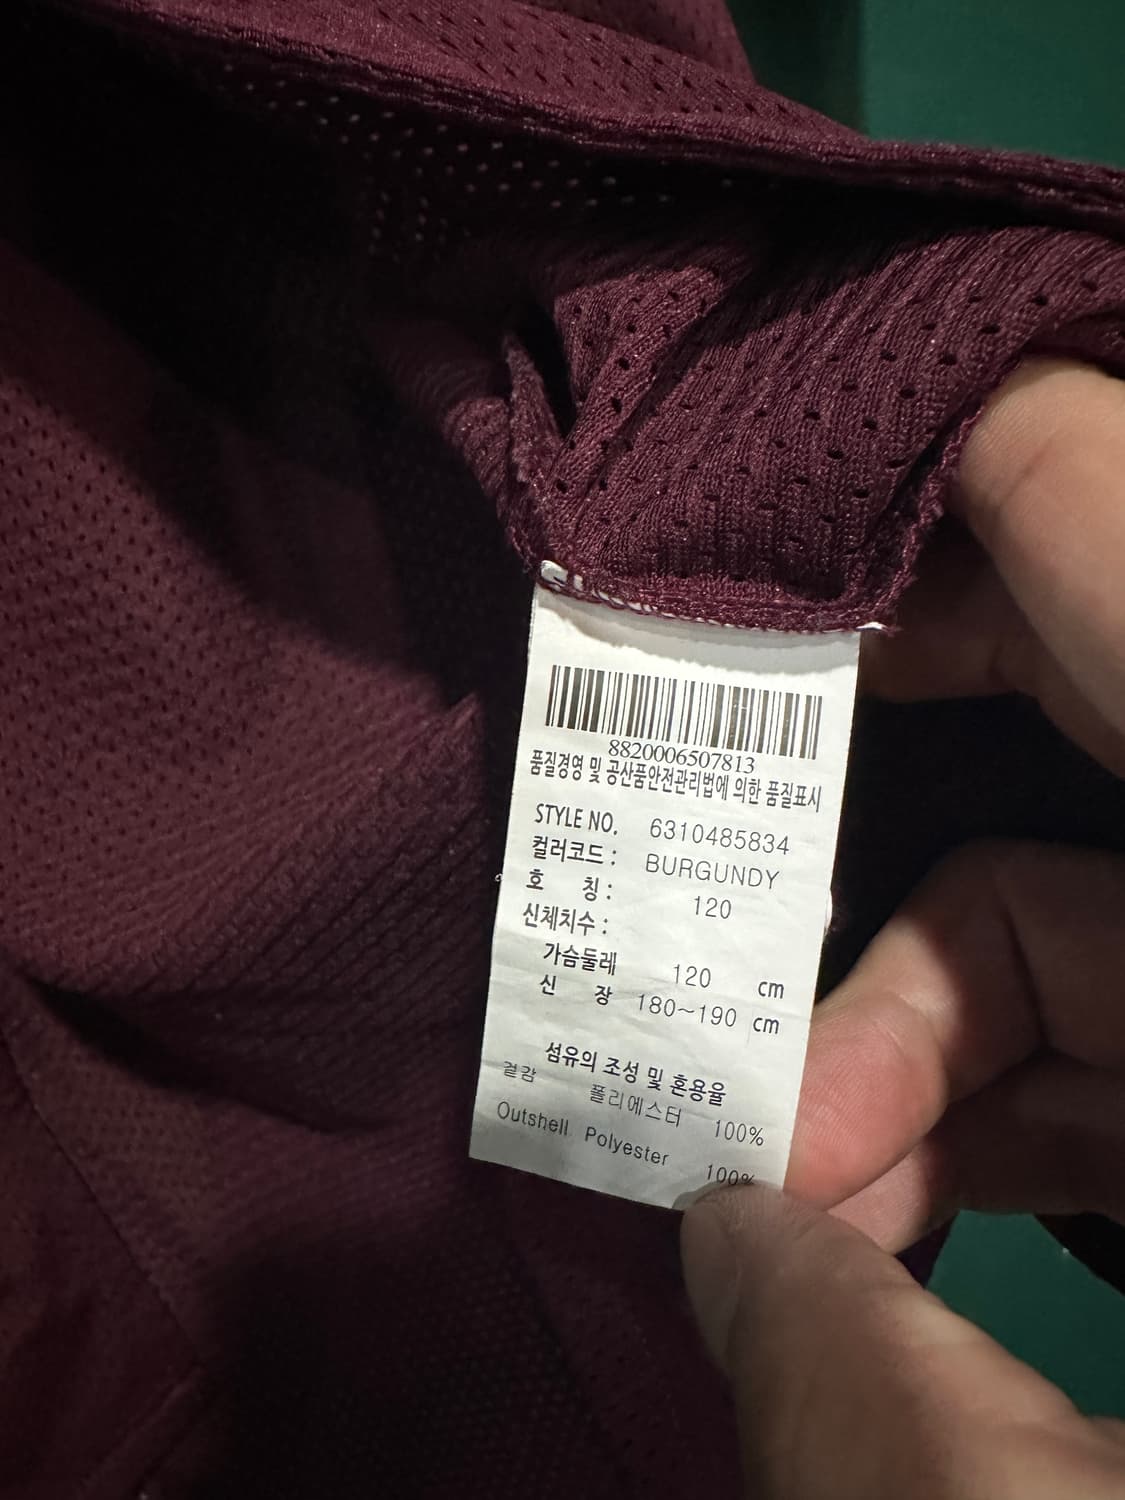 8820006507813
품질경영 및 공산품안전관리법에 의한 품질표시
STYLE NO. 6310485834
컬러코드 : BURGUNDY
호 칭 : 120
신체치수 :
가슴둘레 120 cm
신 장 180~190 cm
섬유의 조성 및 혼용율
겉감 폴리에스터 100%
Outshell Polyester 100%